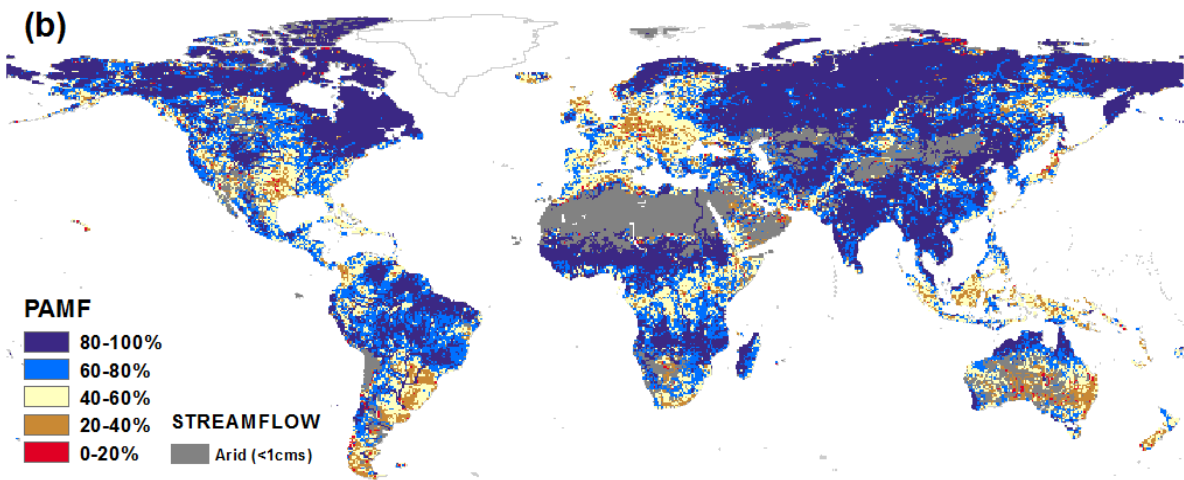 (b)
PAMF
80-100%
60-80%
40-60%
20-40%
0-20%
STREAMFLOW
Arid (<1cms)